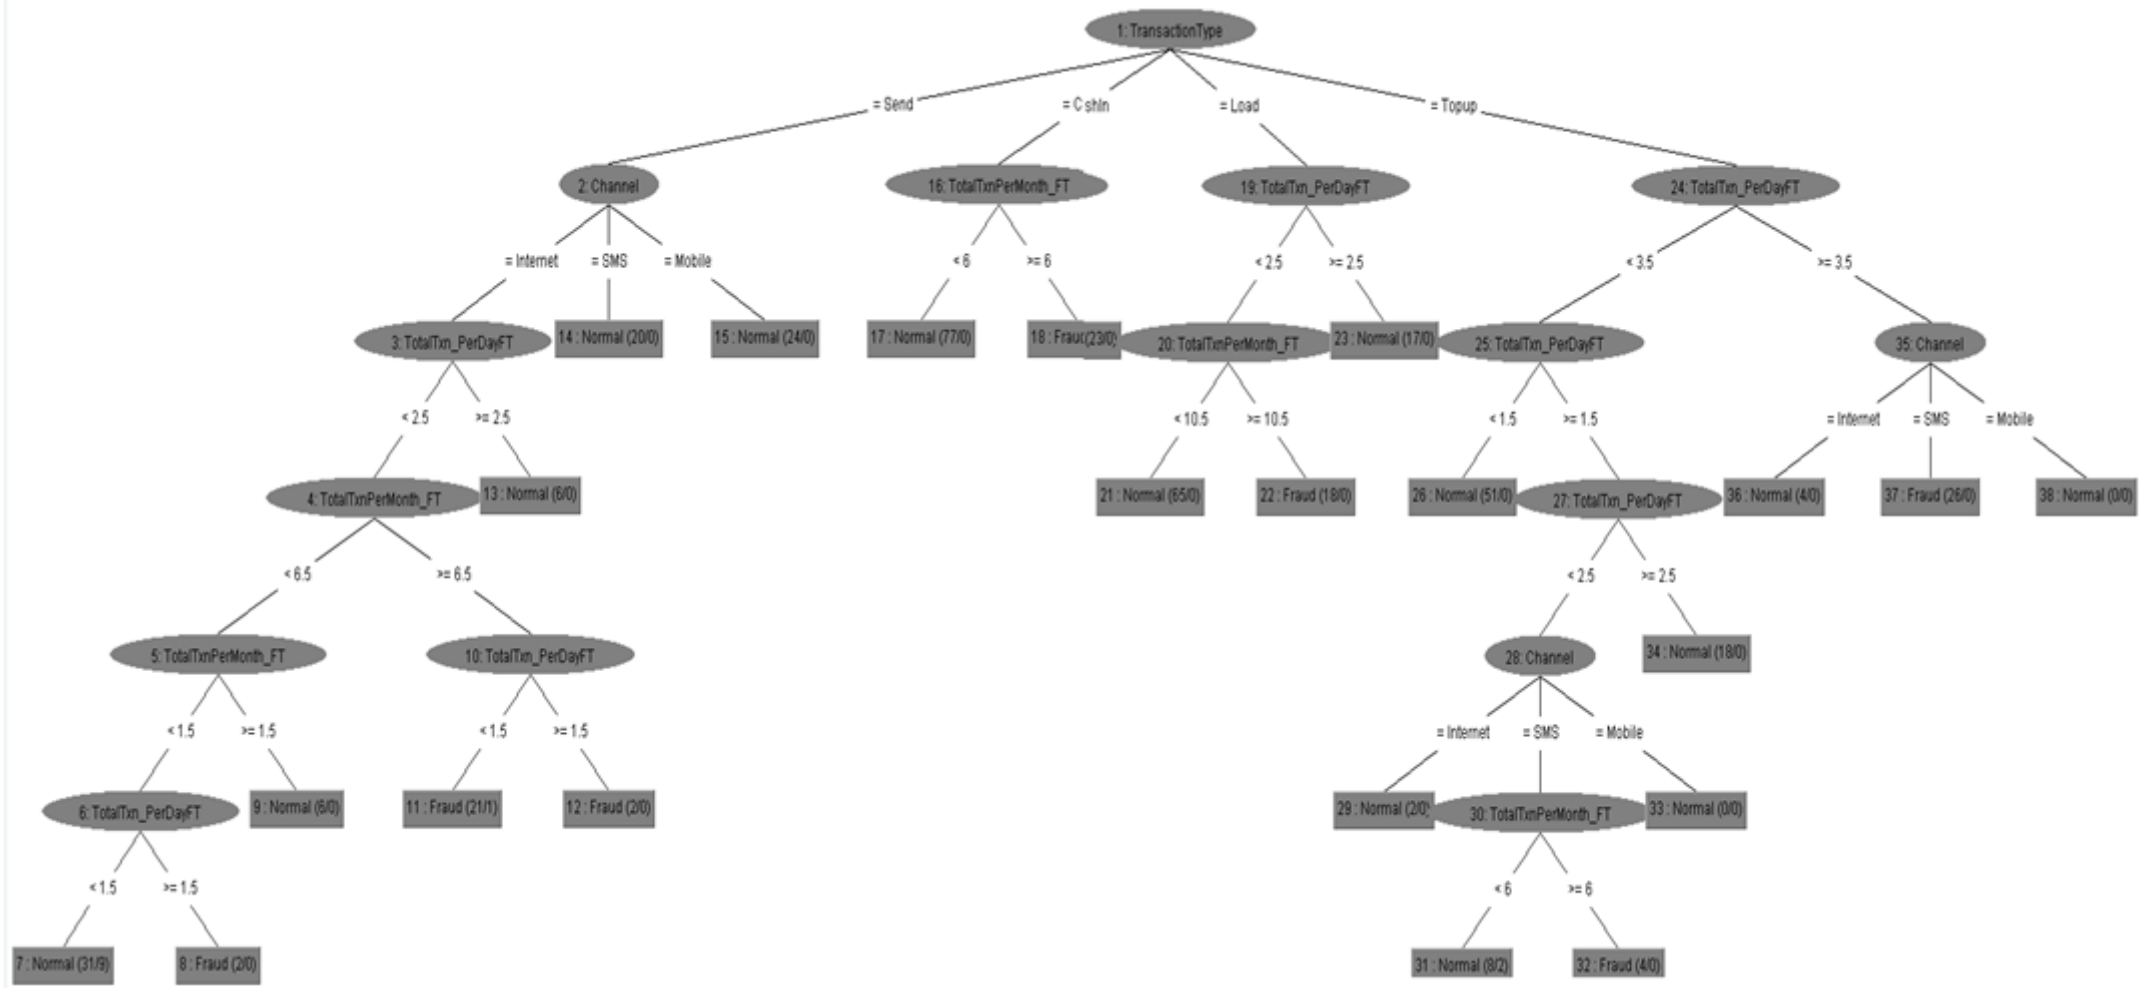 1: TransactionType
= Send
= C shIn
= Load
= Topup
2: Channel
16: TotalTxnPerMonth_FT
19: TotalTxn_PerDayFT
24: TotalTxn_PerDayFT
= Internet
= SMS
= Mobile
< 6
>= 6
< 2.5
>= 2.5
< 3.5
>= 3.5
3: TotalTxn_PerDayFT
14 : Normal (20/0)
15 : Normal (24/0)
17 : Normal (77/0)
18 : Frauc(23/0)
20: TotalTxnPerMonth_FT
23 : Normal (17/0)
25: TotalTxn_PerDayFT
35: Channel
< 2.5
>= 2.5
< 10.5
>= 10.5
< 1.5
>= 1.5
= Internet
= SMS
= Mobile
4: TotalTxnPerMonth_FT
13 : Normal (6/0)
21 : Normal (65/0)
22 : Fraud (18/0)
26 : Normal (51/0)
27: TotalTxn_PerDayFT
36 : Normal (4/0)
37 : Fraud (26/0)
38 : Normal (0/0)
< 6.5
>= 6.5
< 2.5
>= 2.5
5: TotalTxnPerMonth_FT
10: TotalTxn_PerDayFT
28: Channel
34 : Normal (18/0)
< 1.5
>= 1.5
< 1.5
>= 1.5
= Internet
= SMS
= Mobile
6: TotalTxn_PerDayFT
9 : Normal (6/0)
11 : Fraud (21/1)
12 : Fraud (2/0)
29 : Normal (2/0)
30: TotalTxnPerMonth_FT
33 : Normal (0/0)
< 1.5
>= 1.5
< 6
>= 6
7 : Normal (31/9)
8 : Fraud (2/0)
31 : Normal (8/2)
32 : Fraud (4/0)